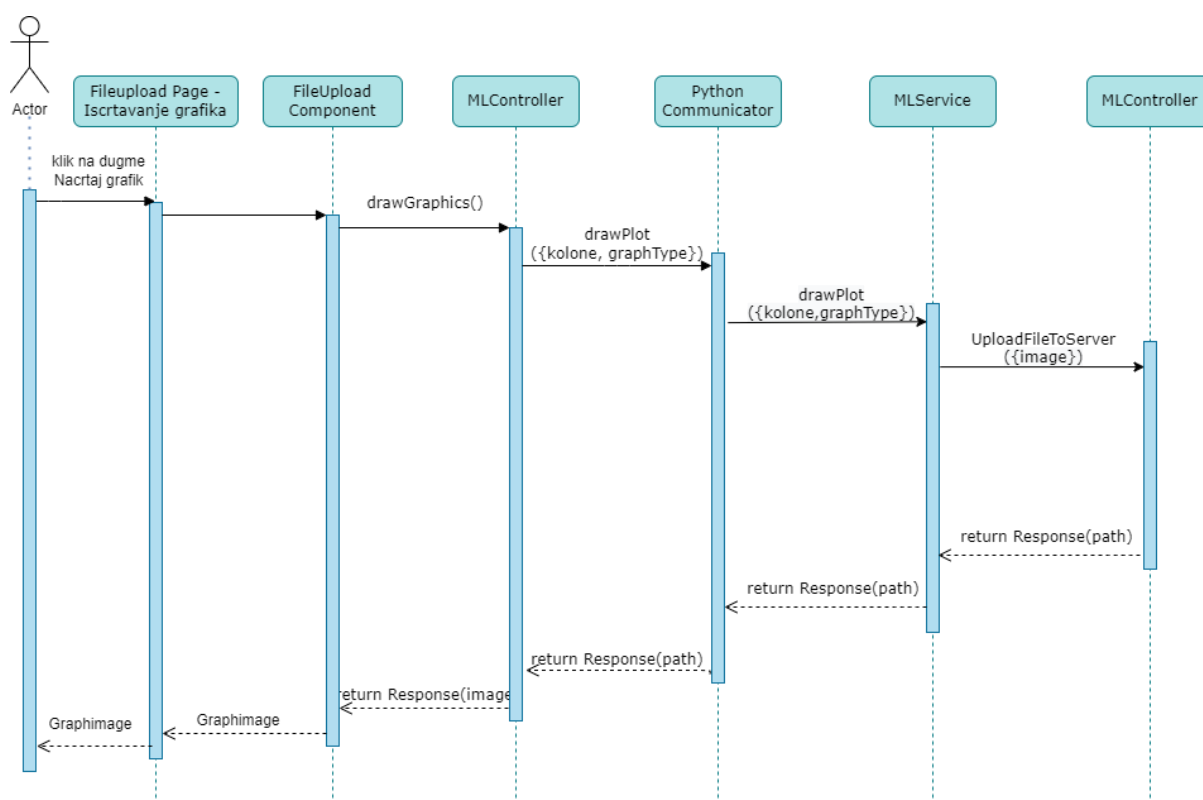 Actor
Fileupload Page -
Iscrtavanje grafika
FileUpload
Component
MLController
Python
Communicator
MLService
MLController
klik na dugme
Nacrtaj grafik
drawGraphics()
drawPlot
({kolone, graphType})
drawPlot
({kolone,graphType})
UploadFileToServer
({image})
return Response(path)
return Response(path)
return Response(path)
return Response(image
Graphimage
Graphimage